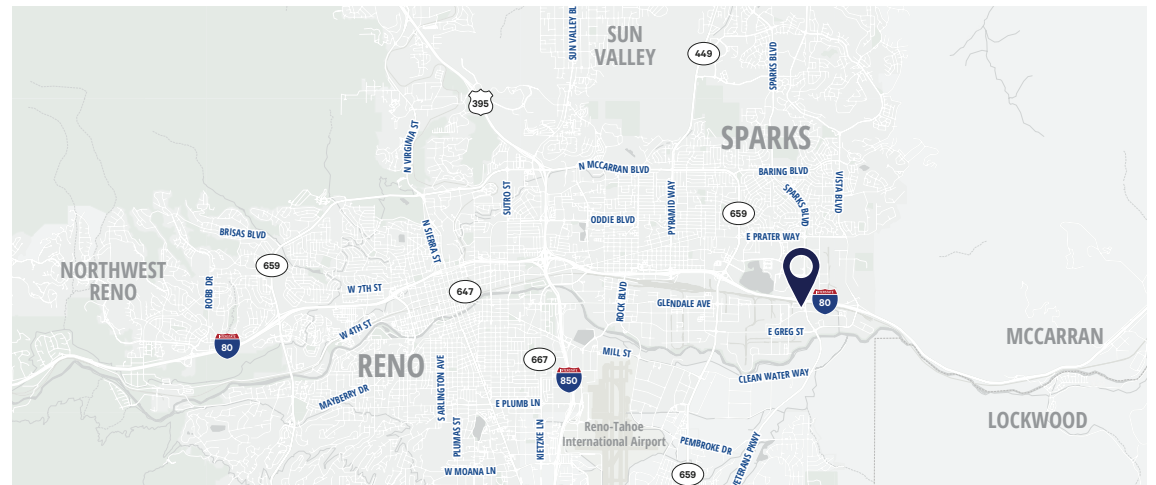 SUN VALLEY BL
SUN
VALLEY
449
SPARKS BLVD
395
N VIRGINIA ST
SPARKS
N MCCARRAN BLVD
BARING BLVD
VISTA BLVD
SUTRO ST
PYRAMID WAY
SPARKS BLVD
ODDIE BLVD
659
N SIERRA ST
BRISAS BLVD
E PRATER WAY
659
NORTHWEST
RENO
ROBB DR
W 7TH ST
647
ROCK BLVD
GLENDALE AVE
80
W 4TH ST
E GREG ST
80
MCCARRAN
RENO
667
MILL ST
850
CLEAN WATER WAY
MAYBERRY DR
S ARLINGTON AVE
E PLUMB LN
PLUMAS ST
KIETZKE LN
LOCKWOOD
Reno-Tahoe
International Airport
PEMBROKE DR
VETERANS PKWY
W MOANA LN
659